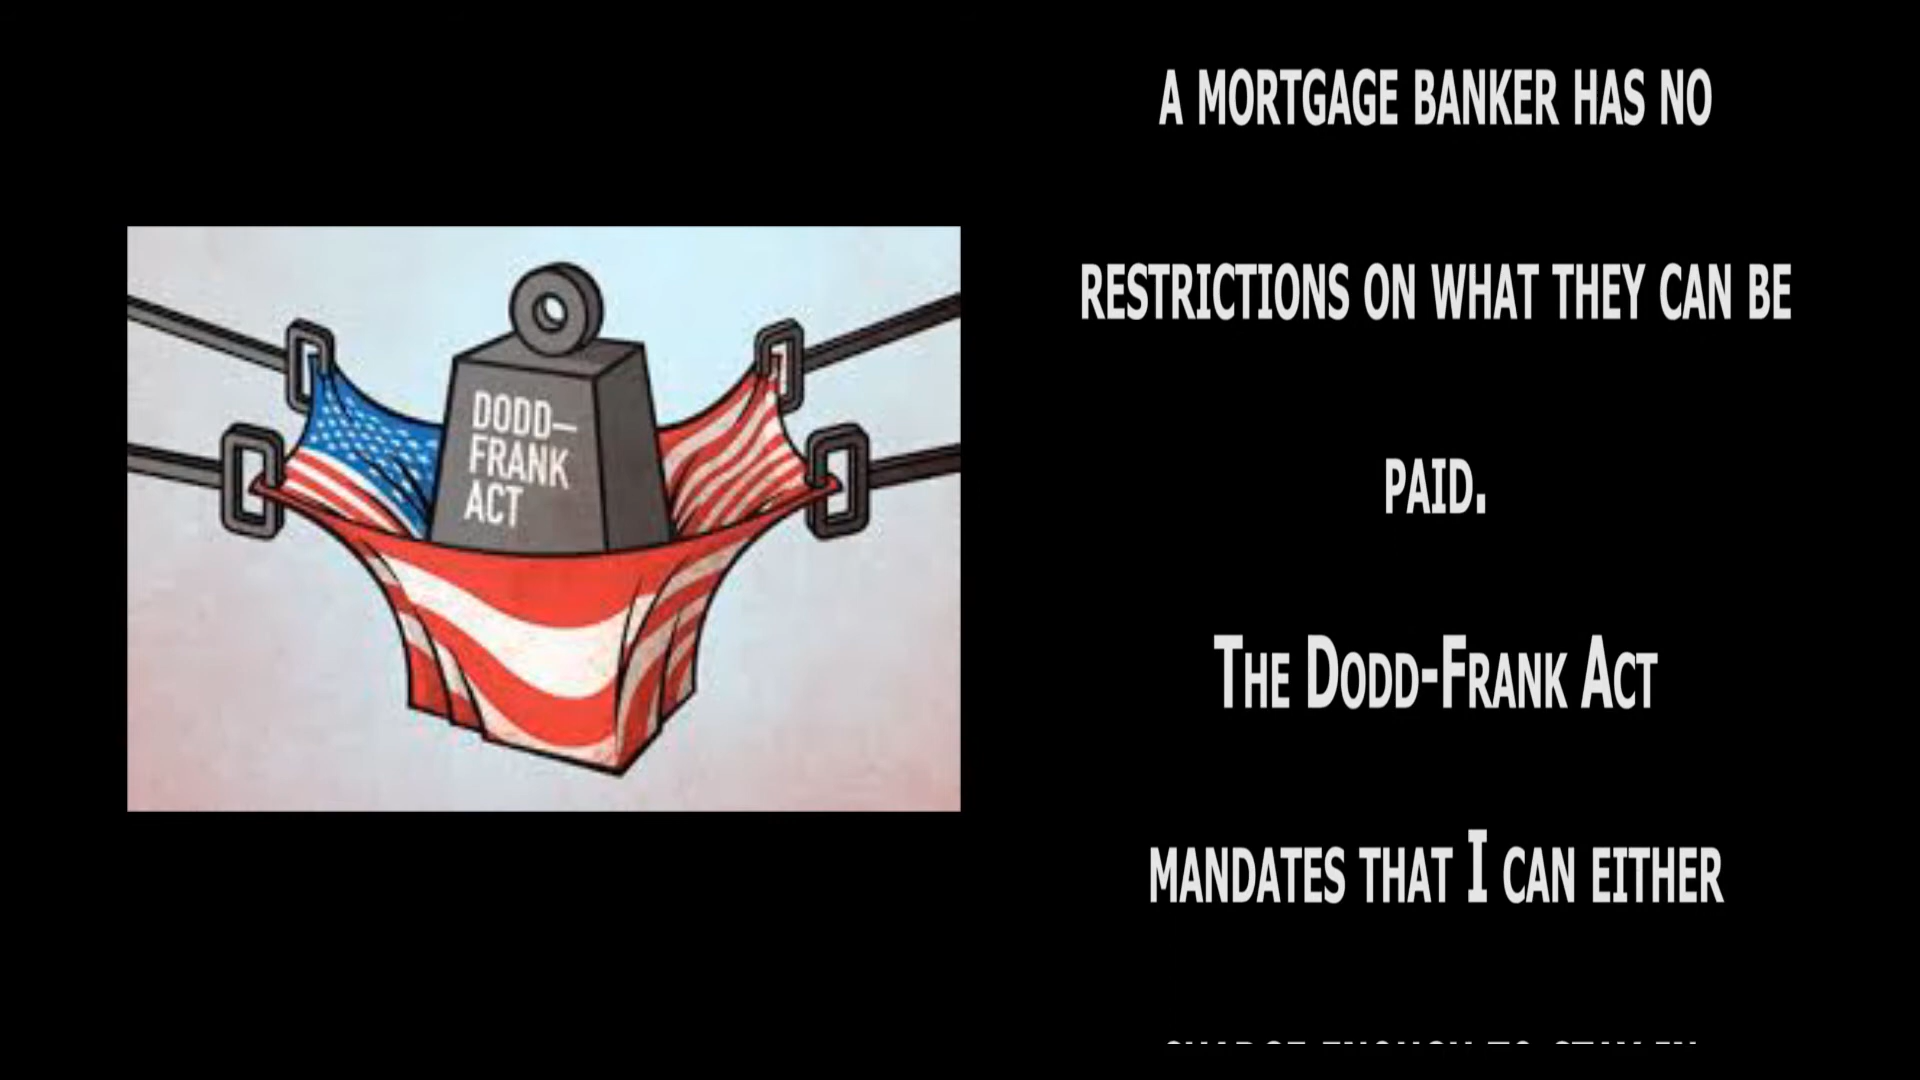 DODD–
FRANK
ACT
A MORTGAGE BANKER HAS NO
RESTRICTIONS ON WHAT THEY CAN BE
PAID.
THE DODD-FRANK ACT
MANDATES THAT I CAN EITHER